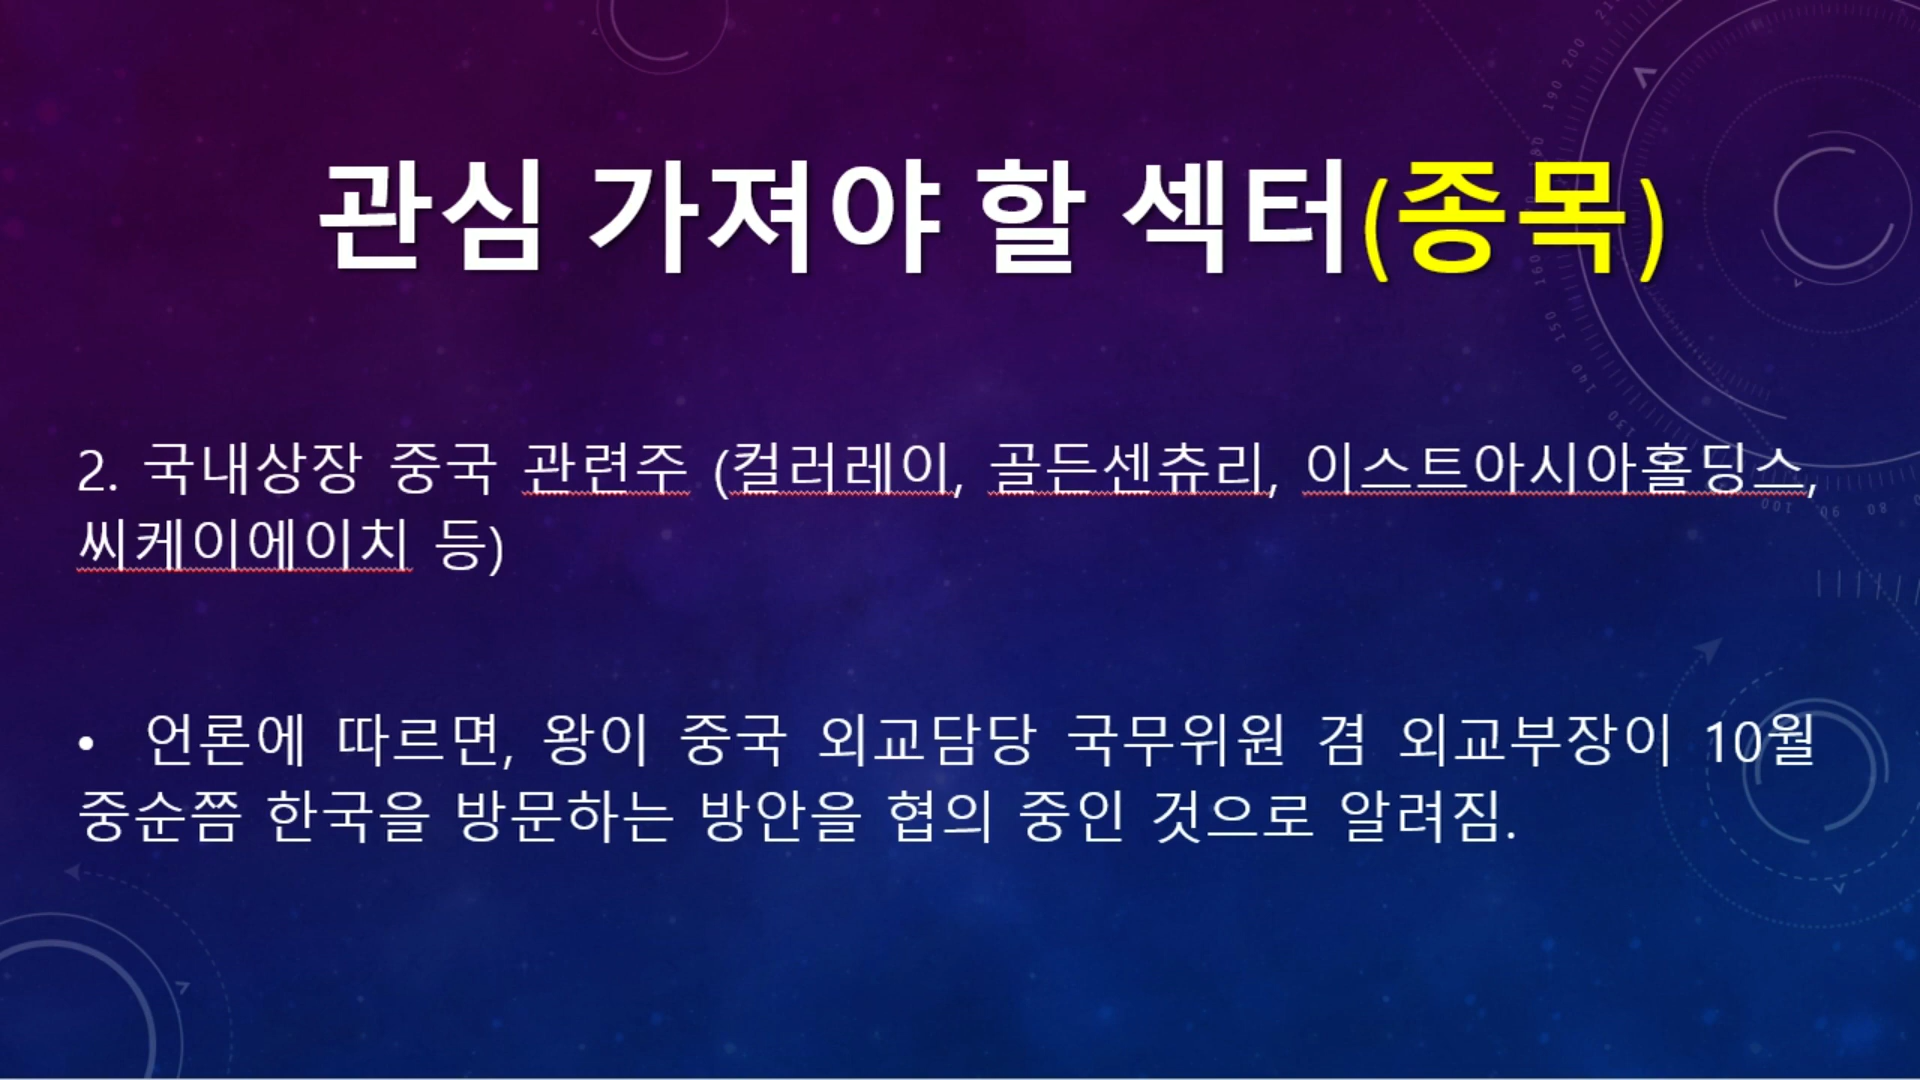 관심 가져야 할 섹터(종목)
2. 국내상장 중국 관련주 (컬러레이, 골든센츄리, 이스트아시아홀딩스,
씨케이에이치 등)
• 언론에 따르면, 왕이 중국 외교담당 국무위원 겸 외교부장이 10월
중순쯤 한국을 방문하는 방안을 협의 중인 것으로 알려짐.